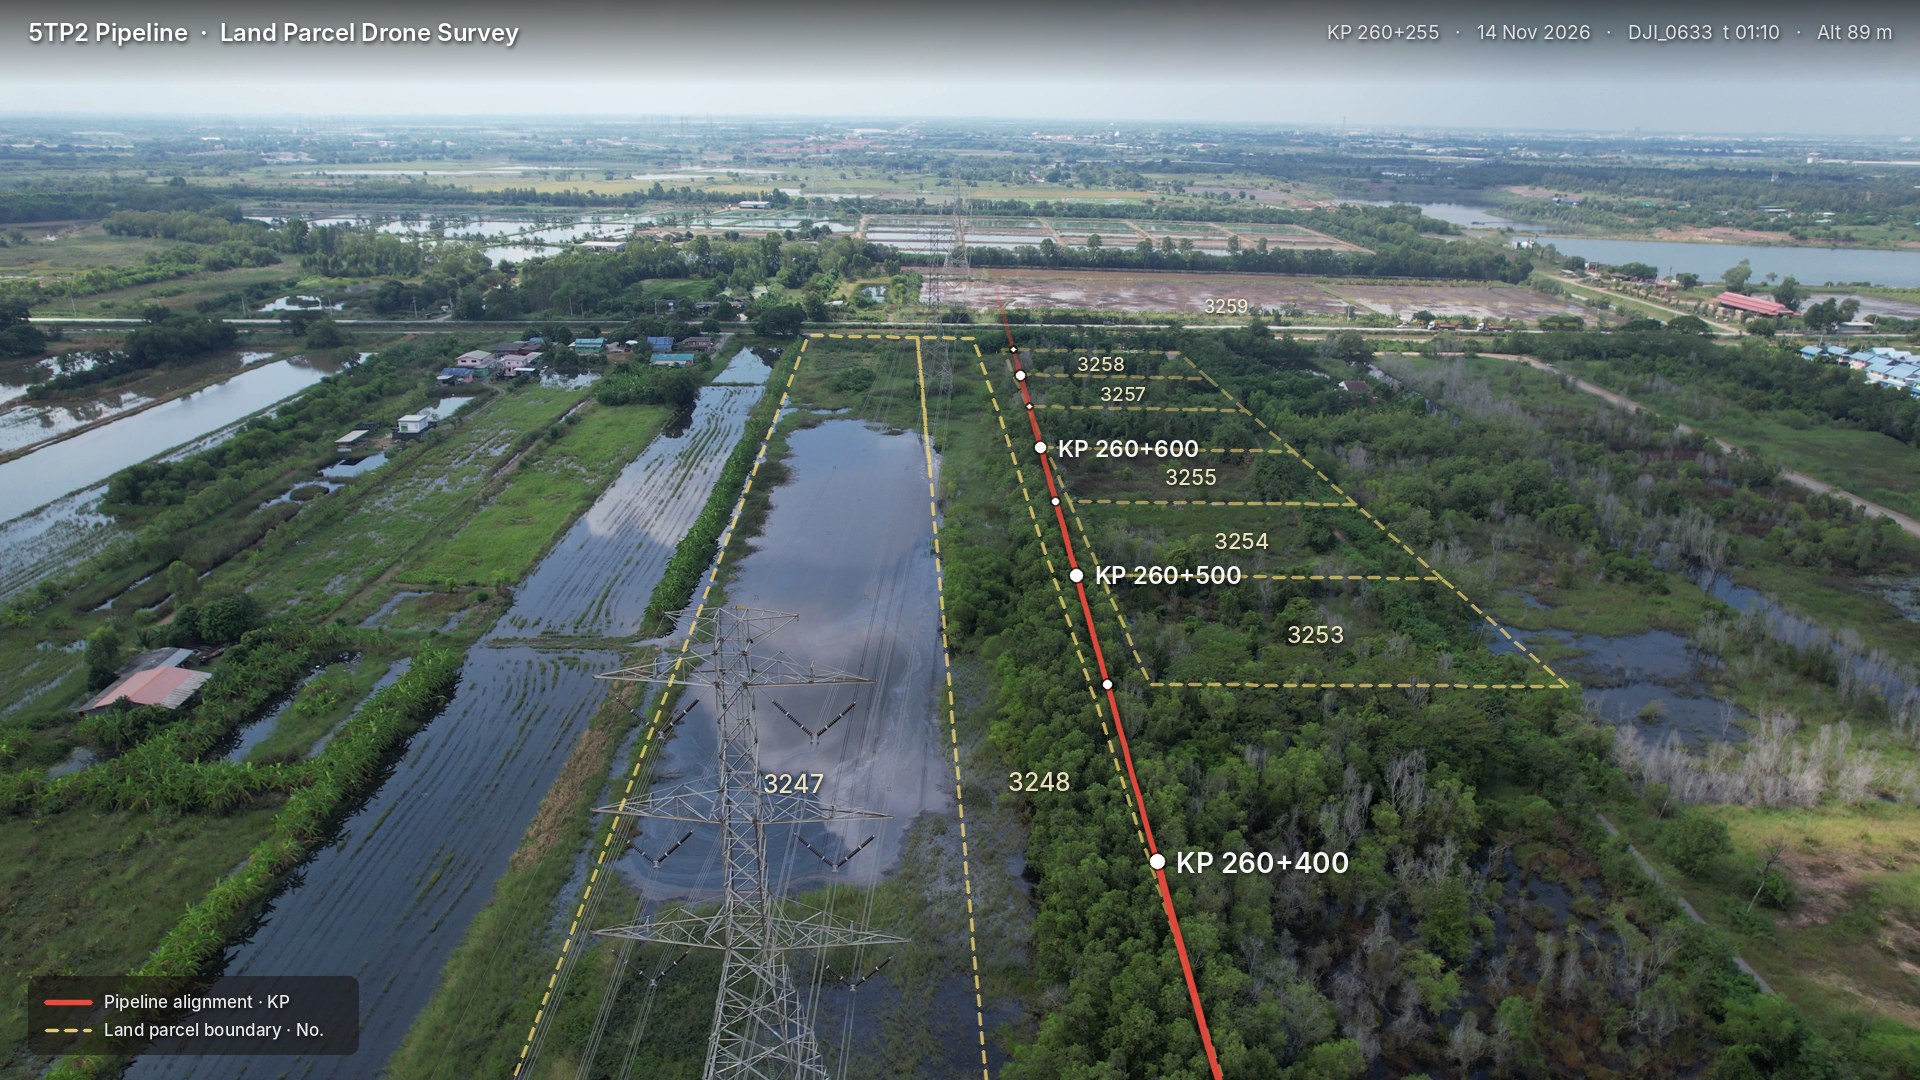 5TP2 Pipeline · Land Parcel Drone Survey
KP 260+255 · 14 Nov 2026 · DJI_0633 t 01:10 · Alt 89 m
3259
3258
3257
KP 260+600
3255
3254
KP 260+500
3253
3247
3248
KP 260+400
Pipeline alignment · KP
Land parcel boundary · No.